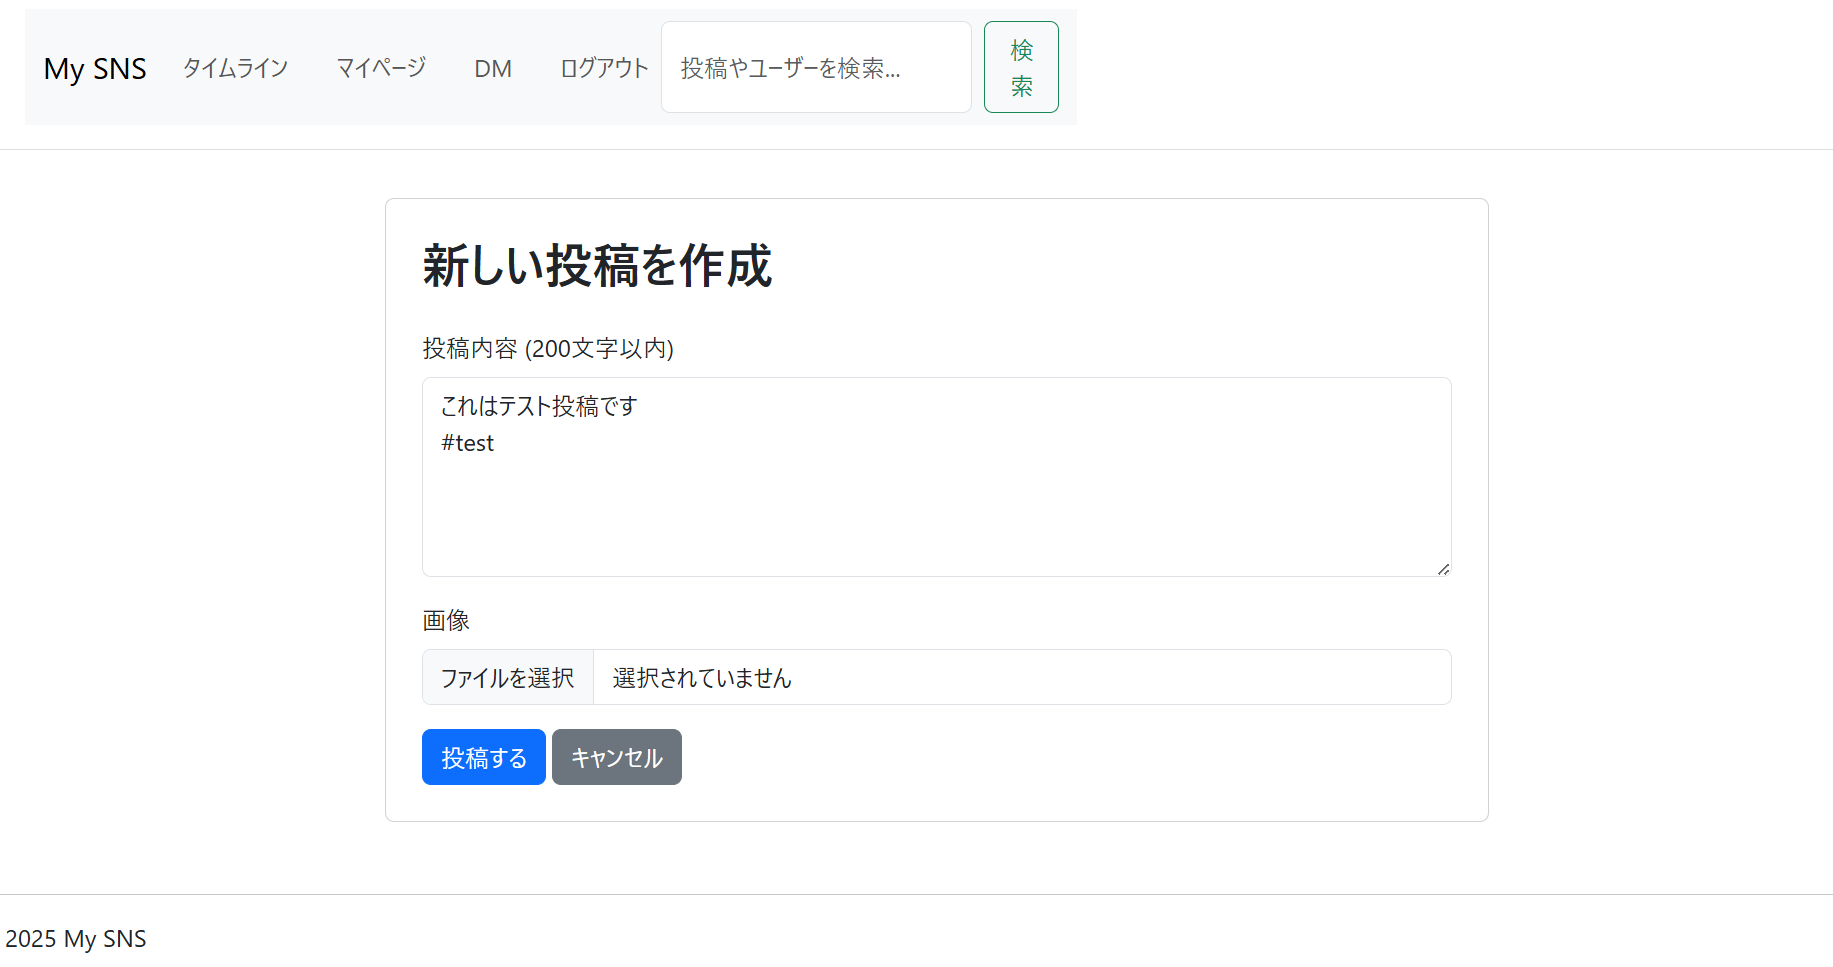 My SNS タイムライン マイページ DM ログアウト 投稿やユーザーを検索... 検
索
新しい投稿を作成
投稿内容 (200文字以内)
これはテスト投稿です
#test
画像
ファイルを選択 選択されていません
投稿する キャンセル
2025 My SNS